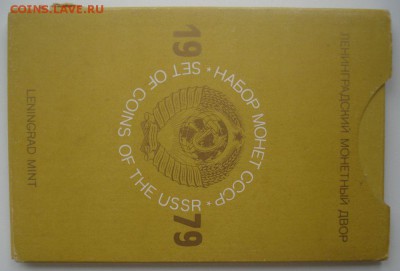 COINS.LAVE.RU
ЛЕНИНГРАДСКИЙ МОНЕТНЫЙ ДВОР
19 79
НАБОР МОНЕТ СССР •
SET OF COINS OF THE USSR •
LENINGRAD MINT